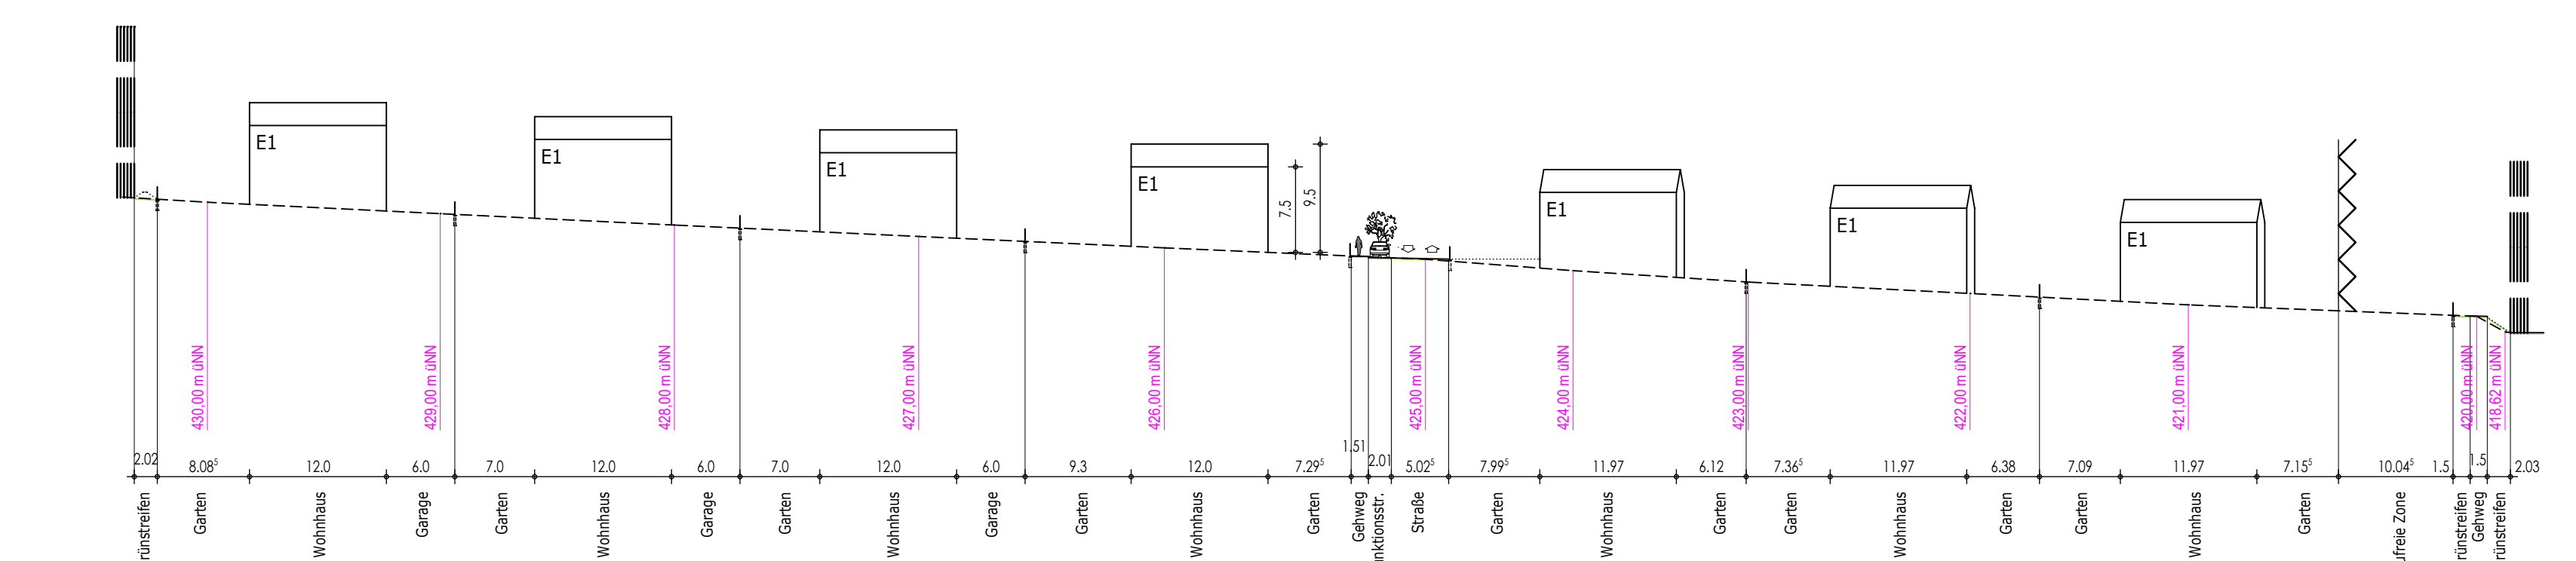 E1
E1
E1
E1
7.5
9.5
E1
E1
E1
430,00 m üNN
429,00 m üNN
428,00 m üNN
427,00 m üNN
426,00 m üNN
425,00 m üNN
424,00 m üNN
423,00 m üNN
422,00 m üNN
421,00 m üNN
420,00 m üNN
418,62 m üNN
2.02
8.08⁵
12.0
6.0
7.0
12.0
6.0
7.0
12.0
6.0
9.3
12.0
7.29⁵
1.51
2.01
5.02⁵
7.99⁵
11.97
6.12
7.36⁵
11.97
6.38
7.09
11.97
7.15⁵
10.04⁵
1.5
1.5
2.03
rünstreifen
Garten
Wohnhaus
Garage
Garten
Wohnhaus
Garage
Garten
Wohnhaus
Garage
Garten
Wohnhaus
Garten
Gehweg
nktionsstr.
Straße
Garten
Wohnhaus
Garten
Garten
Wohnhaus
Garten
Garten
Wohnhaus
Garten
freie Zone
rünstreifen
Gehweg
rünstreifen